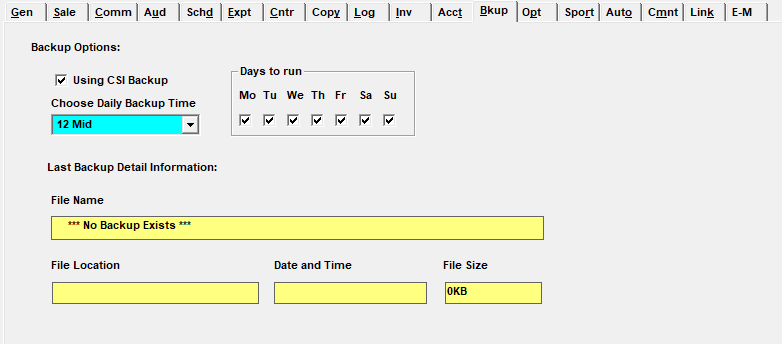 Gen Sale Comm Aud Schd Expt Cntr Copy Log Inv Acct Bkup Opt Sport Auto Cmnt Link E-M
Backup Options:
Using CSI Backup
Days to run
Mo Tu We Th Fr Sa Su
Choose Daily Backup Time
12 Mid
Last Backup Detail Information:
File Name
*** No Backup Exists ***
File Location Date and Time File Size
0KB